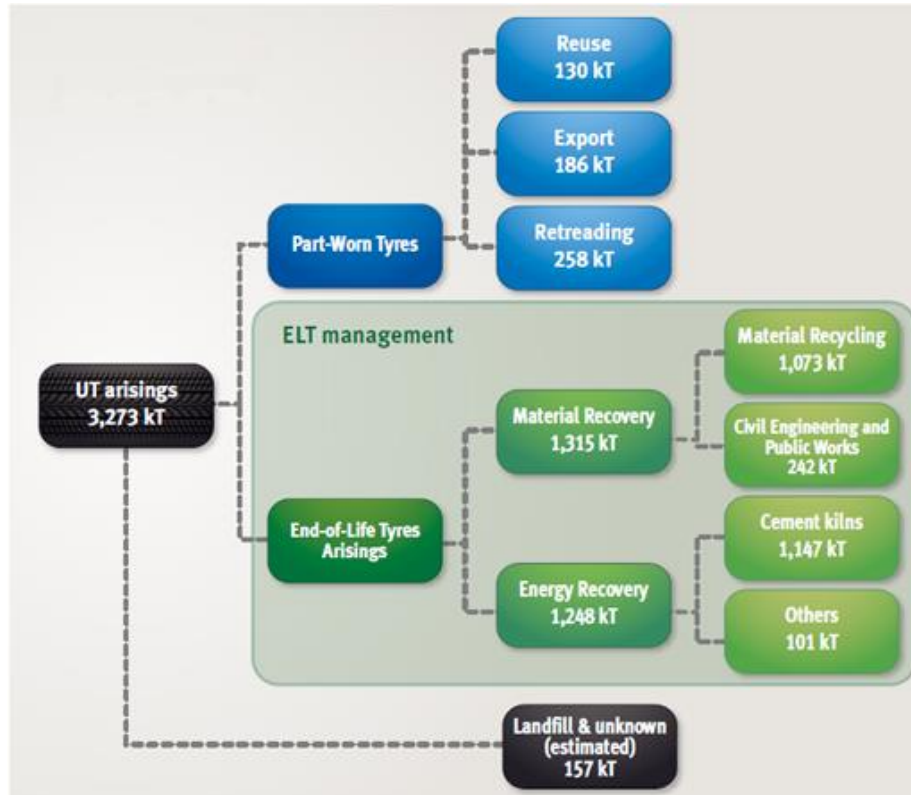 Reuse
130 kT
Export
186 kT
Retreading
258 kT
Part-Worn Tyres
ELT management
UT arisings
3,273 kT
Material Recycling
1,073 kT
Material Recovery
1,315 kT
Civil Engineering and
Public Works
242 kT
End-of-Life Tyres
Arisings
Cement kilns
1,147 kT
Energy Recovery
1,248 kT
Others
101 kT
Landfill & unknown
(estimated)
157 kT